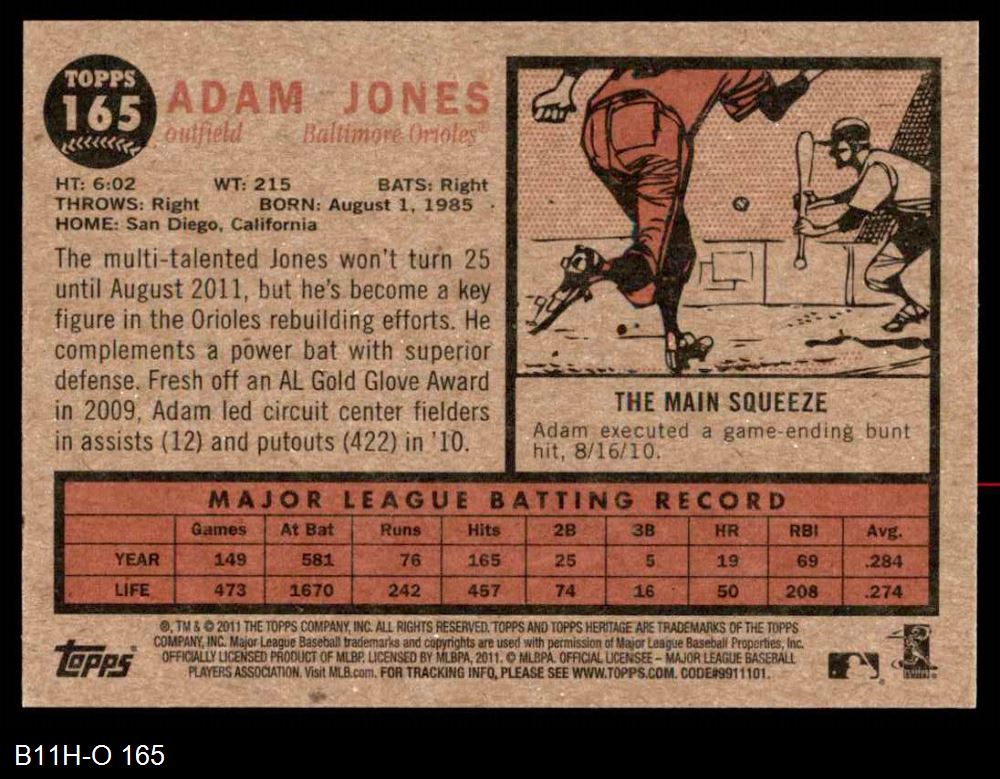 TOPPS
165
ADAM JONES
outfield Baltimore Orioles®
HT: 6:02 WT: 215 BATS: Right
THROWS: Right BORN: August 1, 1985
HOME: San Diego, California
The multi-talented Jones won't turn 25
until August 2011, but he's become a key
figure in the Orioles rebuilding efforts. He
complements a power bat with superior
defense. Fresh off an AL Gold Glove Award
in 2009, Adam led circuit center fielders
in assists (12) and putouts (422) in '10.
THE MAIN SQUEEZE
Adam executed a game-ending bunt
hit, 8/16/10.
MAJOR LEAGUE BATTING RECORD
Games At Bat Runs Hits 2B 3B HR RBI Avg.
YEAR 149 581 76 165 25 5 19 69 .284
LIFE 473 1670 242 457 74 16 50 208 .274
®, TM & © 2011 THE TOPPS COMPANY, INC. ALL RIGHTS RESERVED. TOPPS AND TOPPS HERITAGE ARE TRADEMARKS OF THE TOPPS
COMPANY, INC. Major League Baseball trademarks and copyrights are used with permission of Major League Baseball Properties, Inc.
OFFICIALLY LICENSED PRODUCT OF MLBP. LICENSED BY MLBPA, 2011. © MLBPA. OFFICIAL LICENSEE – MAJOR LEAGUE BASEBALL
PLAYERS ASSOCIATION. Visit MLB.com. FOR TRACKING INFO, PLEASE SEE WWW.TOPPS.COM. CODE#9911101.
topps
B11H-O 165